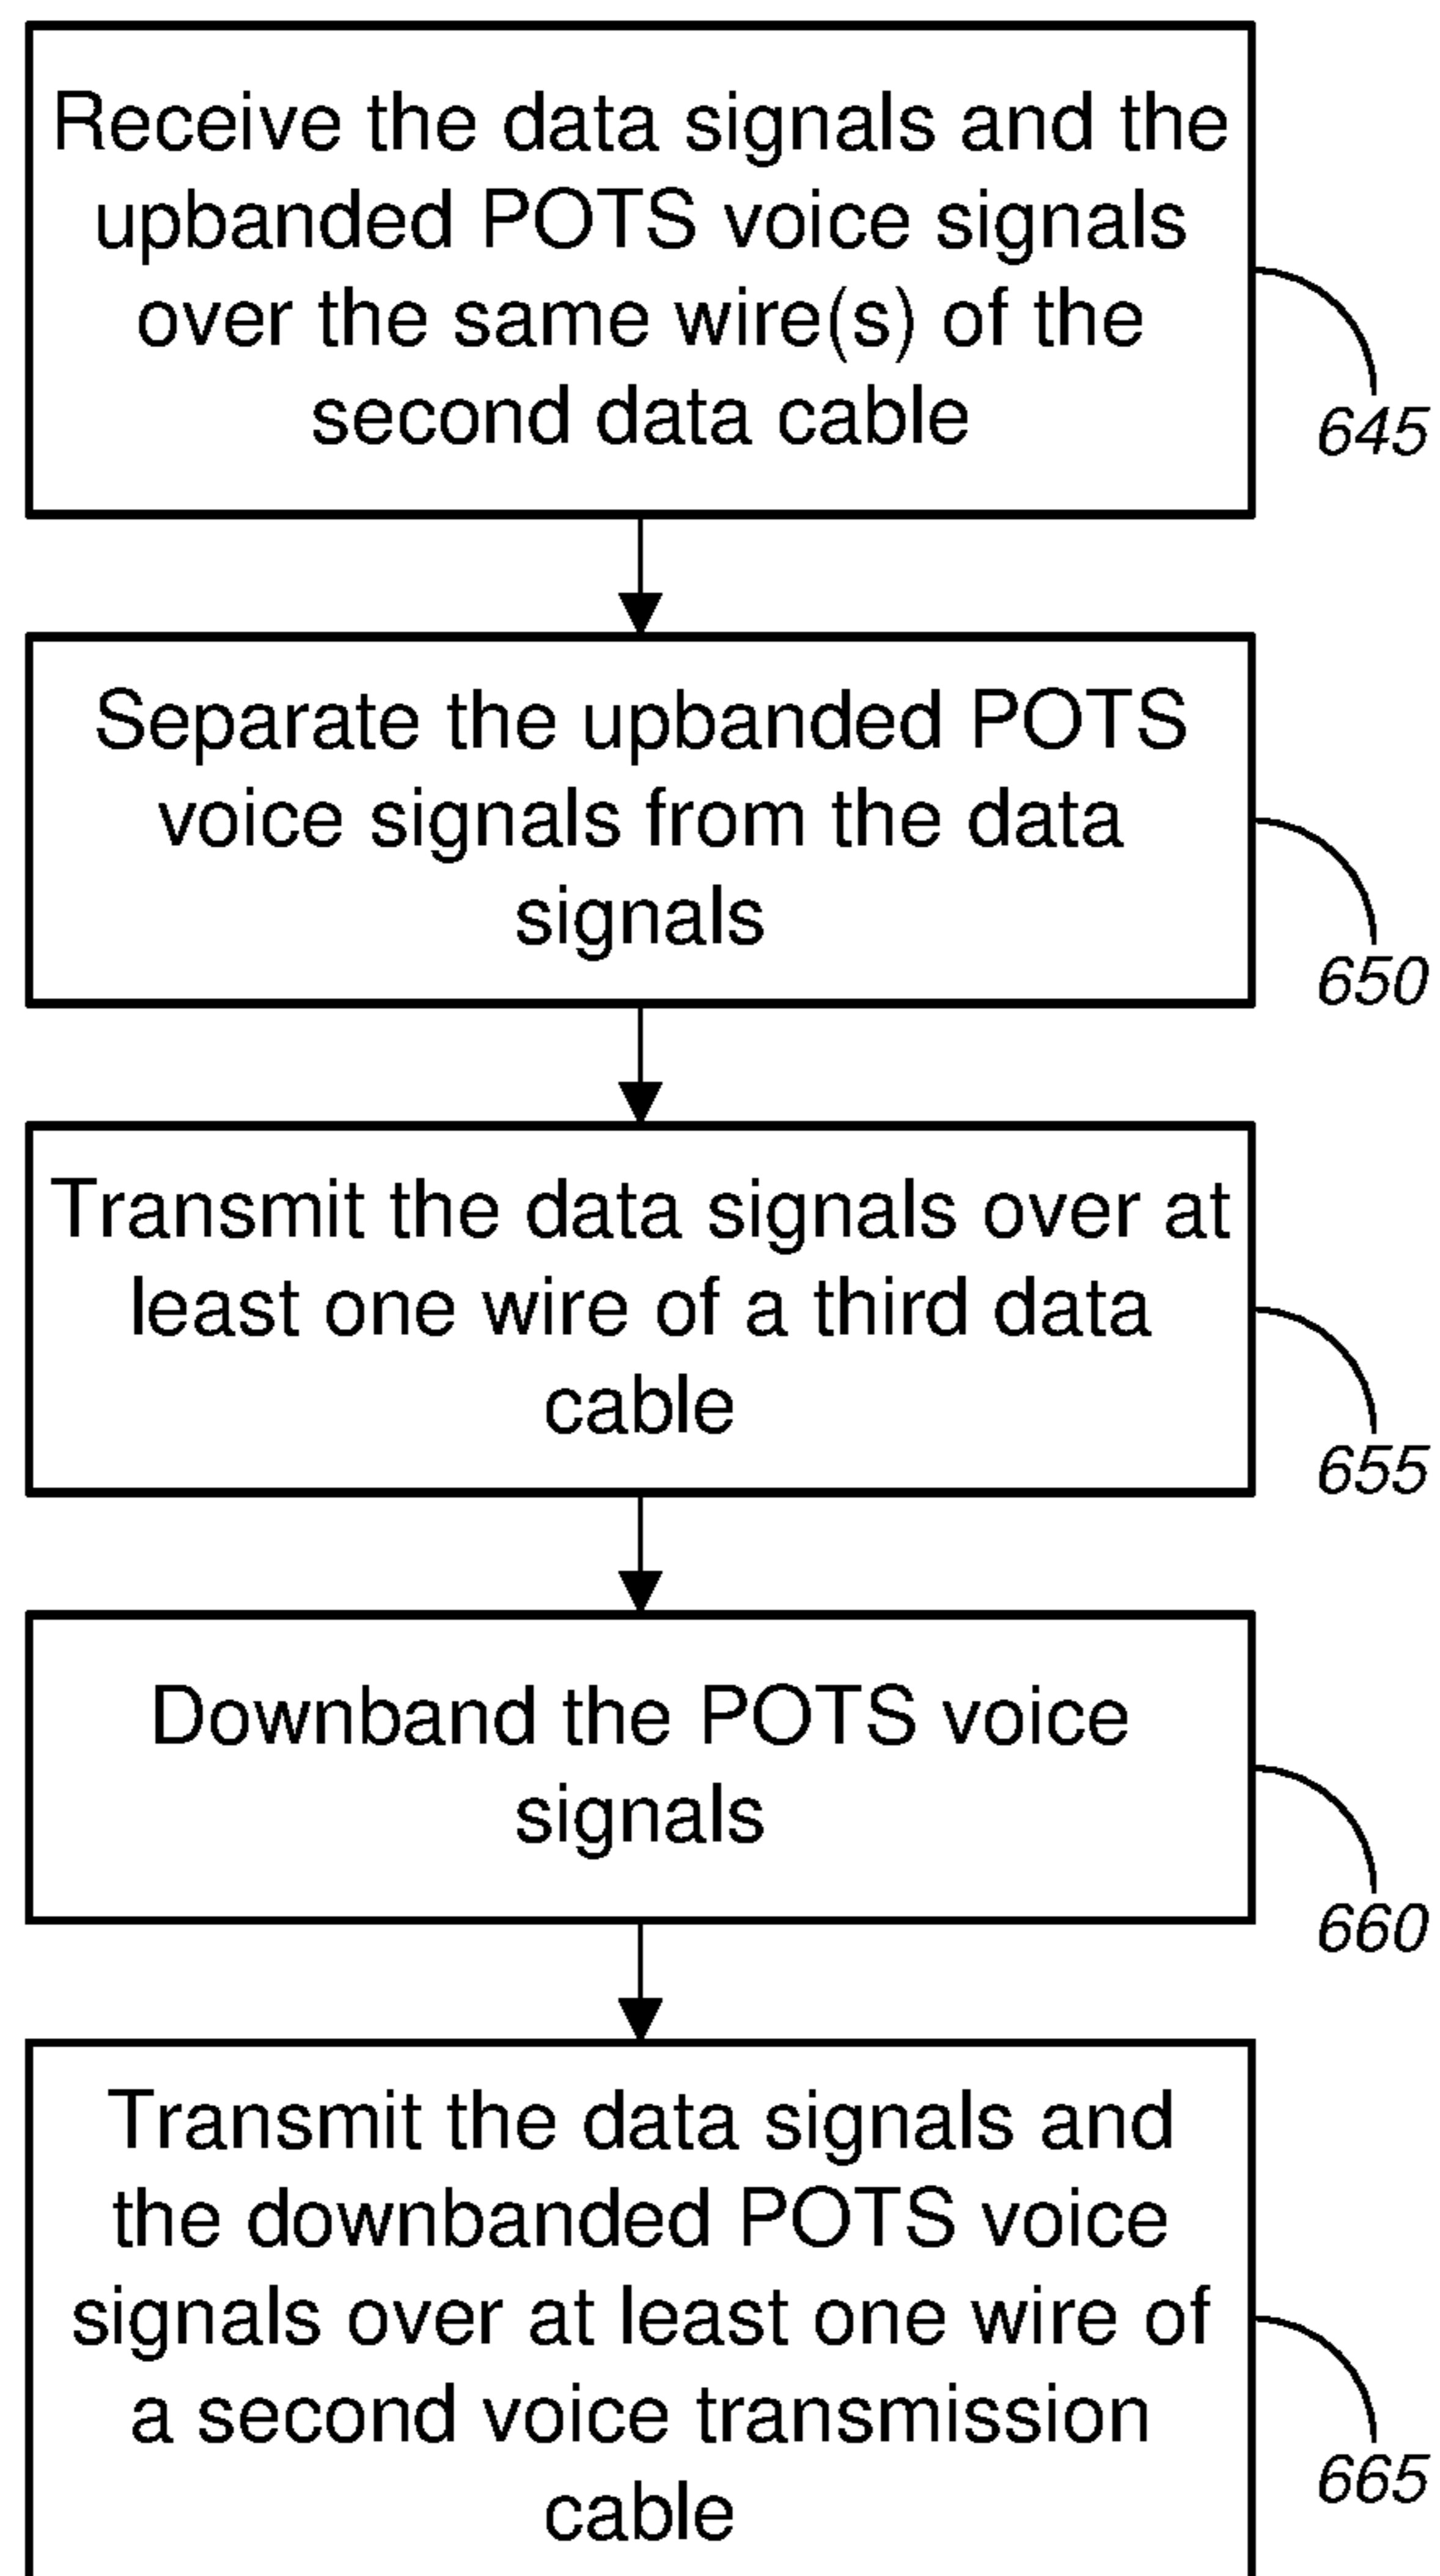 Receive the data signals and the
upbanded POTS voice signals
over the same wire(s) of the
second data cable
645
Separate the upbanded POTS
voice signals from the data
signals
650
Transmit the data signals over at
least one wire of a third data
cable
655
Downband the POTS voice
signals
660
Transmit the data signals and
the downbanded POTS voice
signals over at least one wire of
a second voice transmission
cable
665